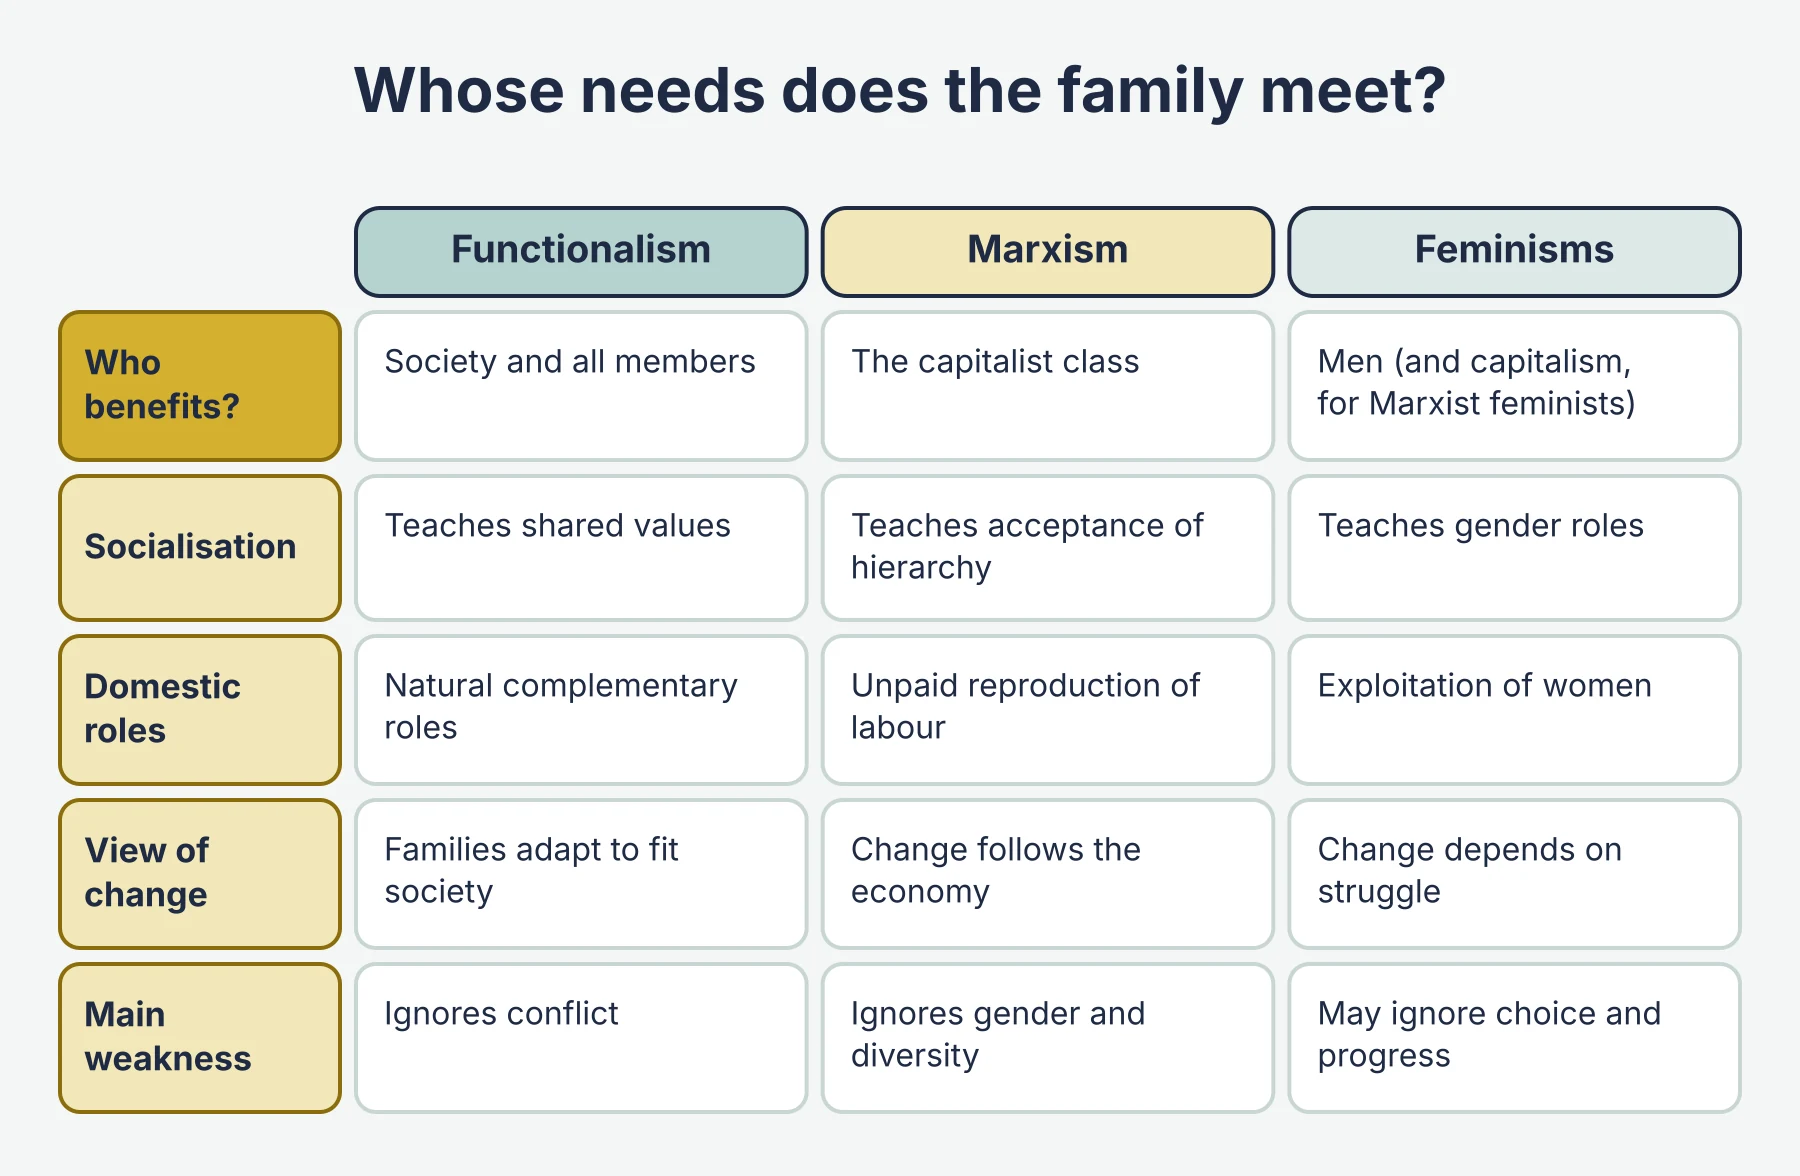 Whose needs does the family meet?
Functionalism
Marxism
Feminisms
Who
benefits?
Society and all members
The capitalist class
Men (and capitalism,
for Marxist feminists)
Socialisation
Teaches shared values
Teaches acceptance of
hierarchy
Teaches gender roles
Domestic
roles
Natural complementary
roles
Unpaid reproduction of
labour
Exploitation of women
View of
change
Families adapt to fit
society
Change follows the
economy
Change depends on
struggle
Main
weakness
Ignores conflict
Ignores gender and
diversity
May ignore choice and
progress